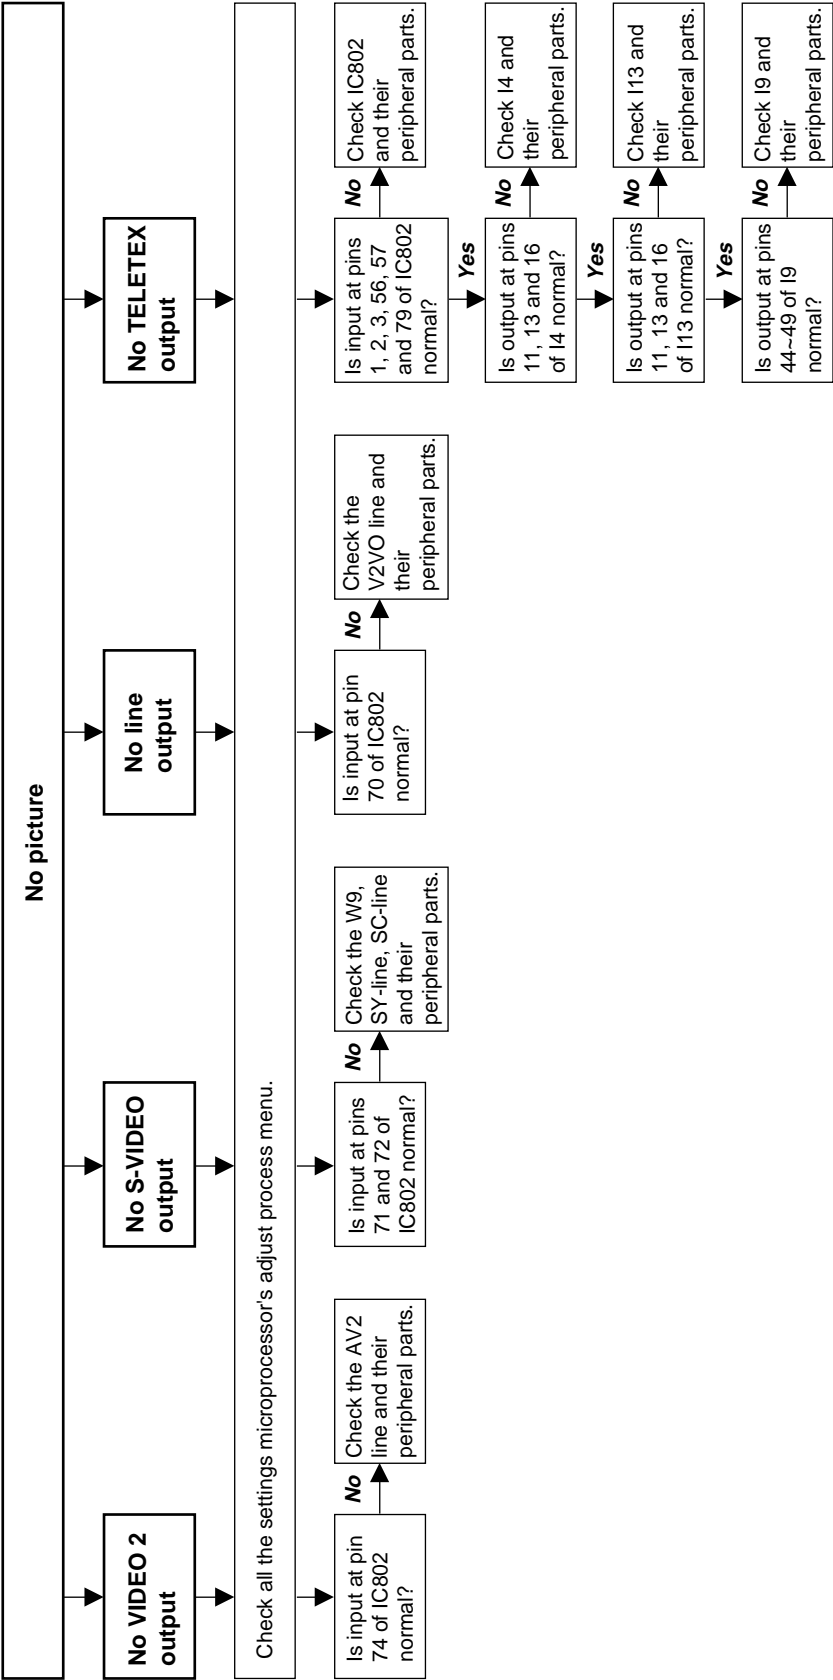 No picture
No VIDEO 2
output
No S-VIDEO
output
No line
output
No TELETEX
output
Check all the settings microprocessor's adjust process menu.
Is input at pin
74 of IC802
normal?
No
Check the AV2
line and their
peripheral parts.
Is input at pins
71 and 72 of
IC802 normal?
No
Check the W9,
SY-line, SC-line
and their
peripheral parts.
Is input at pin
70 of IC802
normal?
No
Check the
V2VO line and
their
peripheral parts.
Is input at pins
1, 2, 3, 56, 57
and 79 of IC802
normal?
No
Check IC802
and their
peripheral parts.
Yes
Is output at pins
11, 13 and 16
of I4 normal?
No
Check I4 and
their
peripheral parts.
Yes
Is output at pins
11, 13 and 16
of I13 normal?
No
Check I13 and
their
peripheral parts.
Yes
Is output at pins
44~49 of I9
normal?
No
Check I9 and
their
peripheral parts.